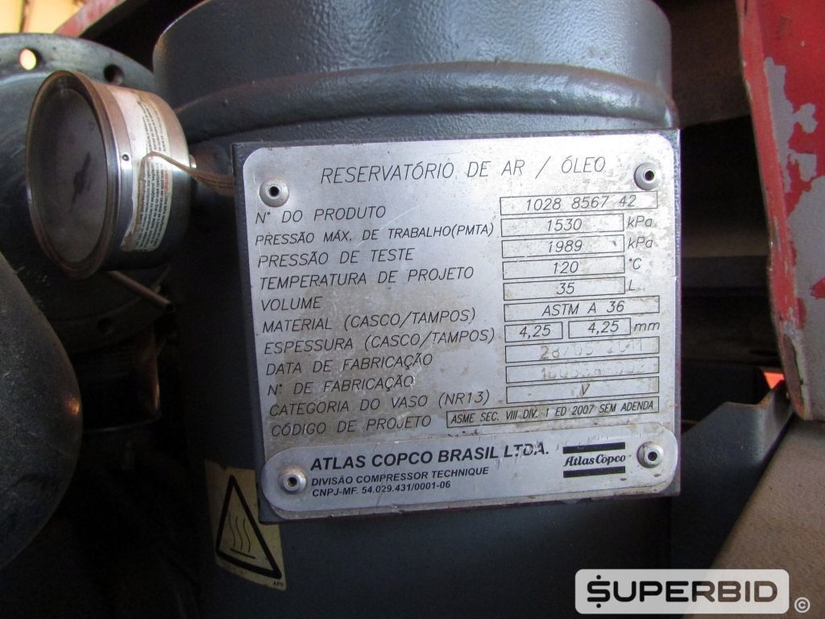 RESERVATÓRIO DE AR / ÓLEO
N° DO PRODUTO 1028 8567 42
PRESSÃO MÁX. DE TRABALHO(PMTA) 1530 kPa
PRESSÃO DE TESTE 1989 kPa
TEMPERATURA DE PROJETO 120 °C
VOLUME 35 L
MATERIAL (CASCO/TAMPOS) ASTM A 36
ESPESSURA (CASCO/TAMPOS) 4,25 4,25 mm
DATA DE FABRICAÇÃO
N° DE FABRICAÇÃO
CATEGORIA DO VASO (NR13) V
CÓDIGO DE PROJETO ASME SEC. VIII DIV. 1 ED 2007 SEM ADENDA
ATLAS COPCO BRASIL LTDA.
DIVISÃO COMPRESSOR TECHNIQUE
CNPJ-MF. 54.029.431/0001-06
Atlas Copco
SUPERBID ©